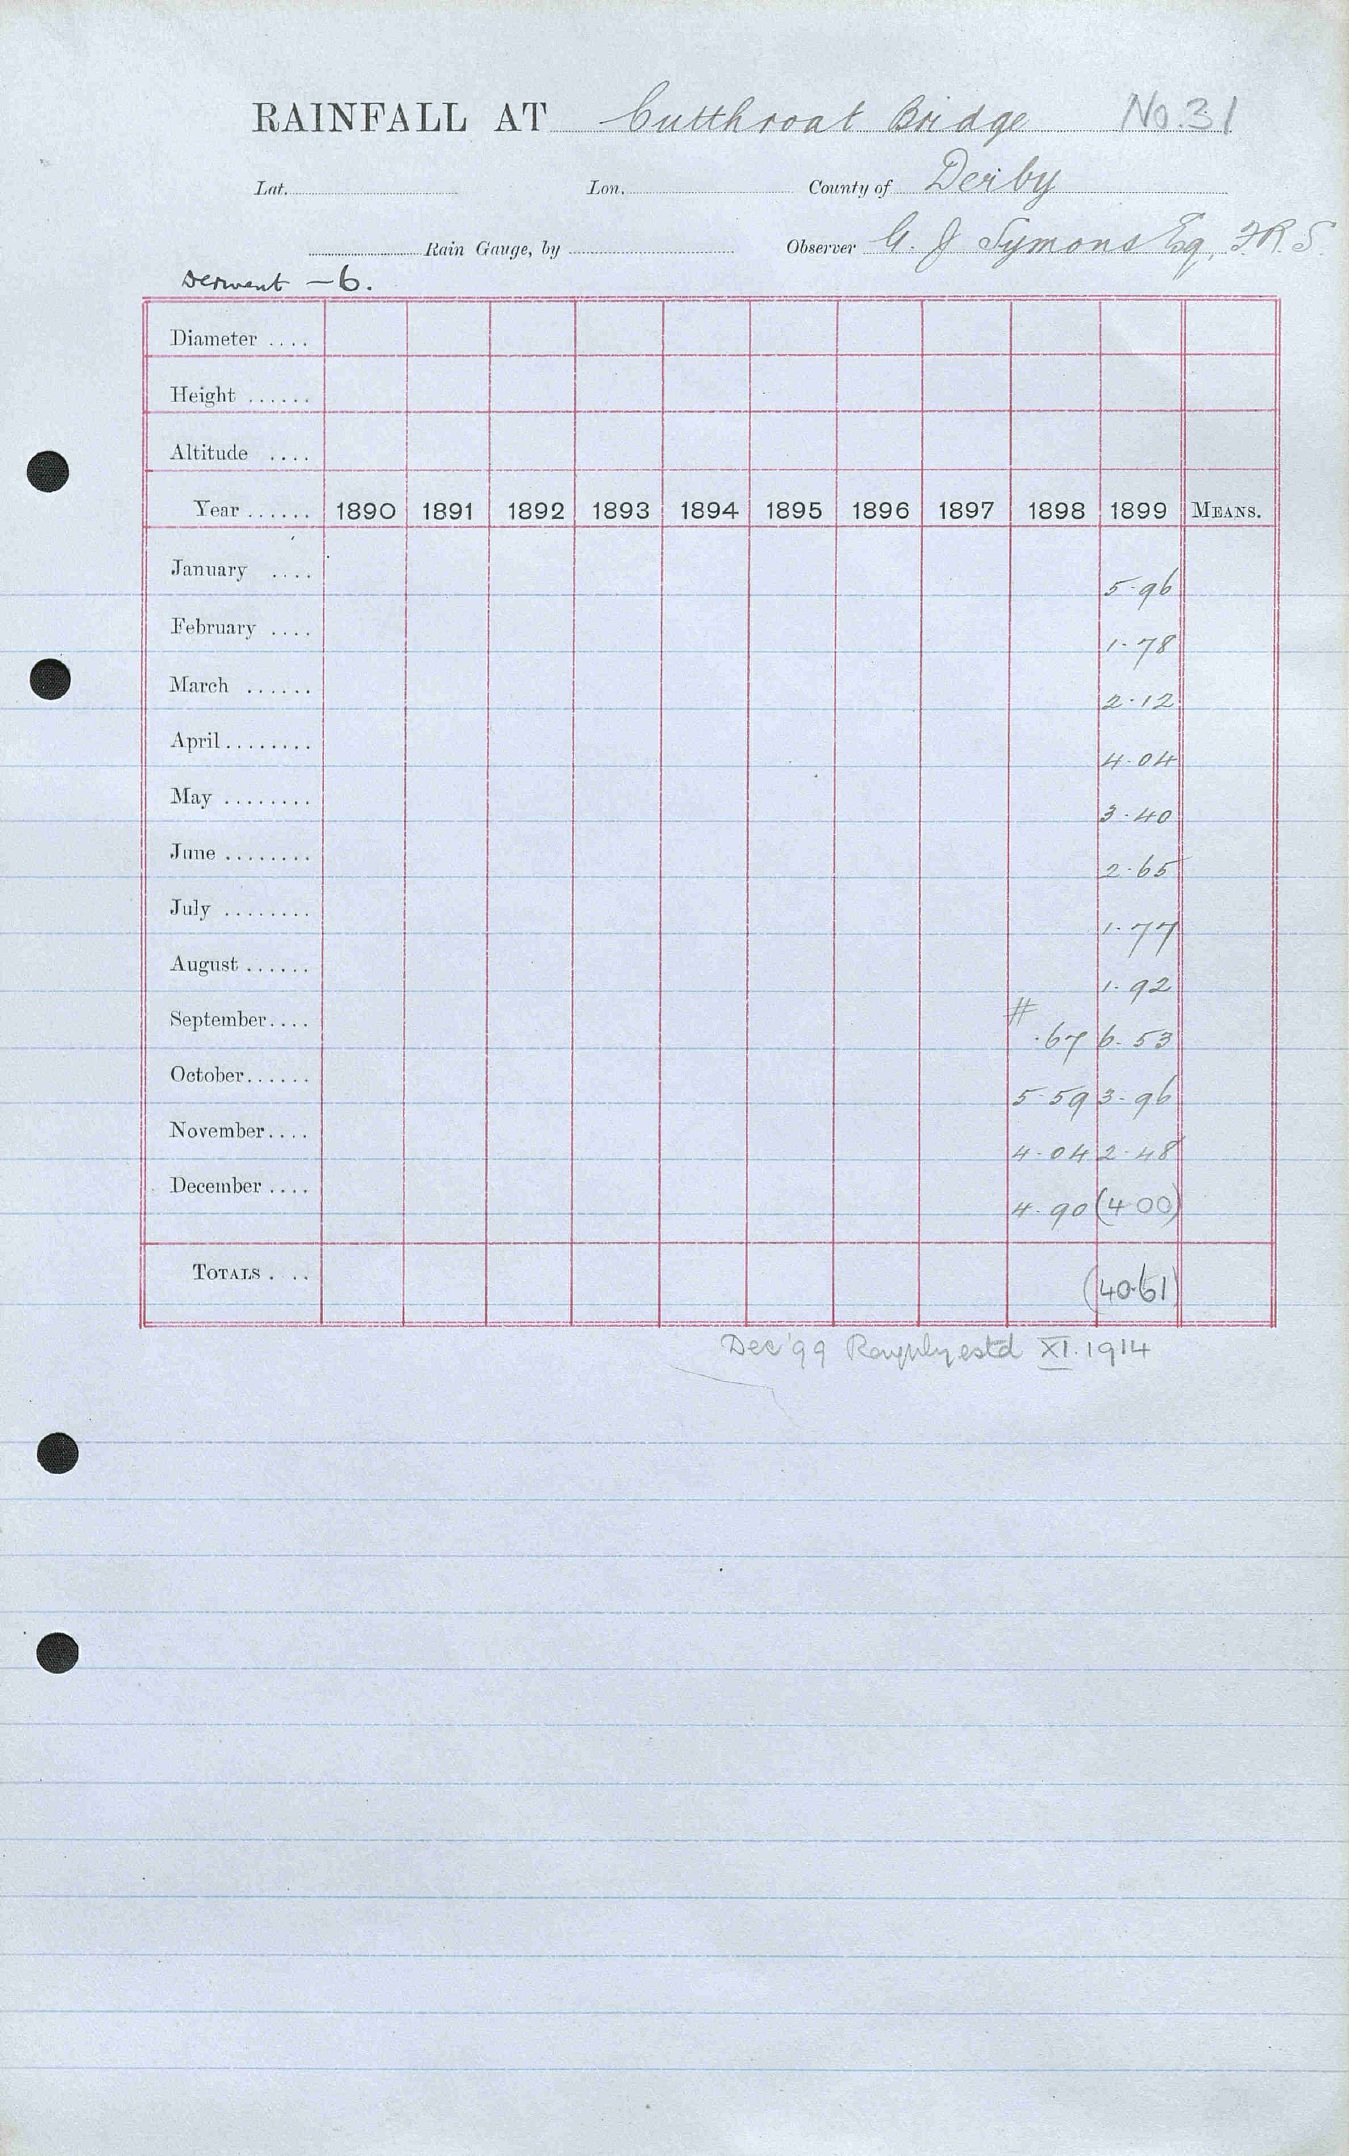 RAINFALL AT Cutthroat Bridge No. 31
Lat. Lon. County of Derby
Rain Gauge, by Observer G. J Symons Esq, F.R.S.
Derwent - 6.
Diameter ....
Height ......
Altitude ....
Year ...... 1890 1891 1892 1893 1894 1895 1896 1897 1898 1899 MEANS.
January .... 5.96
February .... 1.78
March ...... 2.12
April ........ 4.04
May ........ 3.40
June ........ 2.65
July ........ 1.77
August ...... 1.92
September.... # .67 6.53
October...... 5.59 3.96
November.... 4.04 2.48
December .... 4.90 (4.00)
TOTALS . .. (40.61)
Dec '99 Roughly estd XI.1914